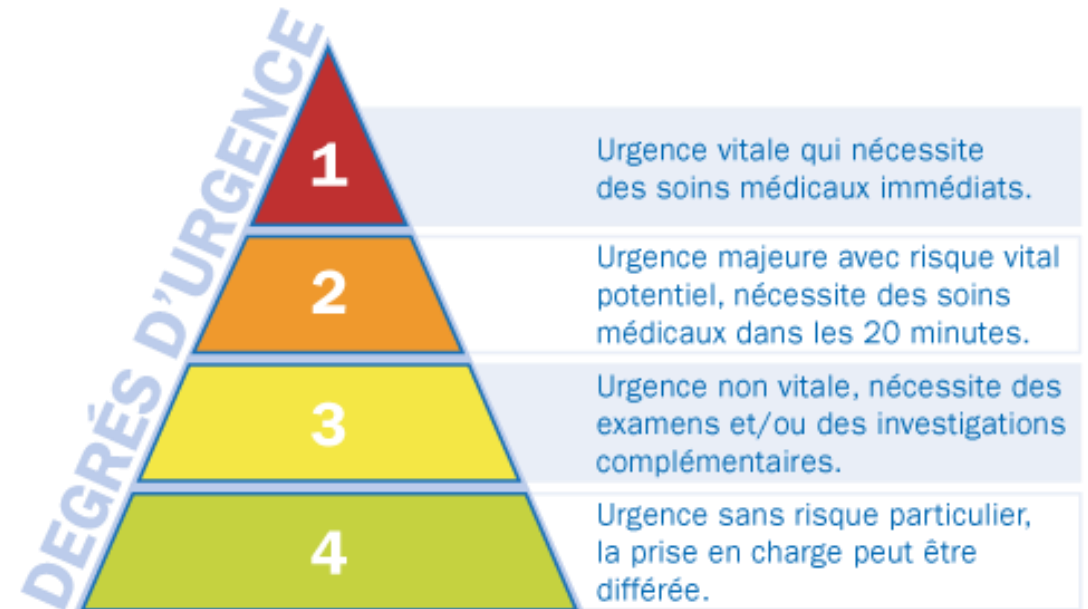 DEGRÉS D'URGENCE
1
Urgence vitale qui nécessite
des soins médicaux immédiats.
2
Urgence majeure avec risque vital
potentiel, nécessite des soins
médicaux dans les 20 minutes.
3
Urgence non vitale, nécessite des
examens et/ou des investigations
complémentaires.
4
Urgence sans risque particulier,
la prise en charge peut être
différée.